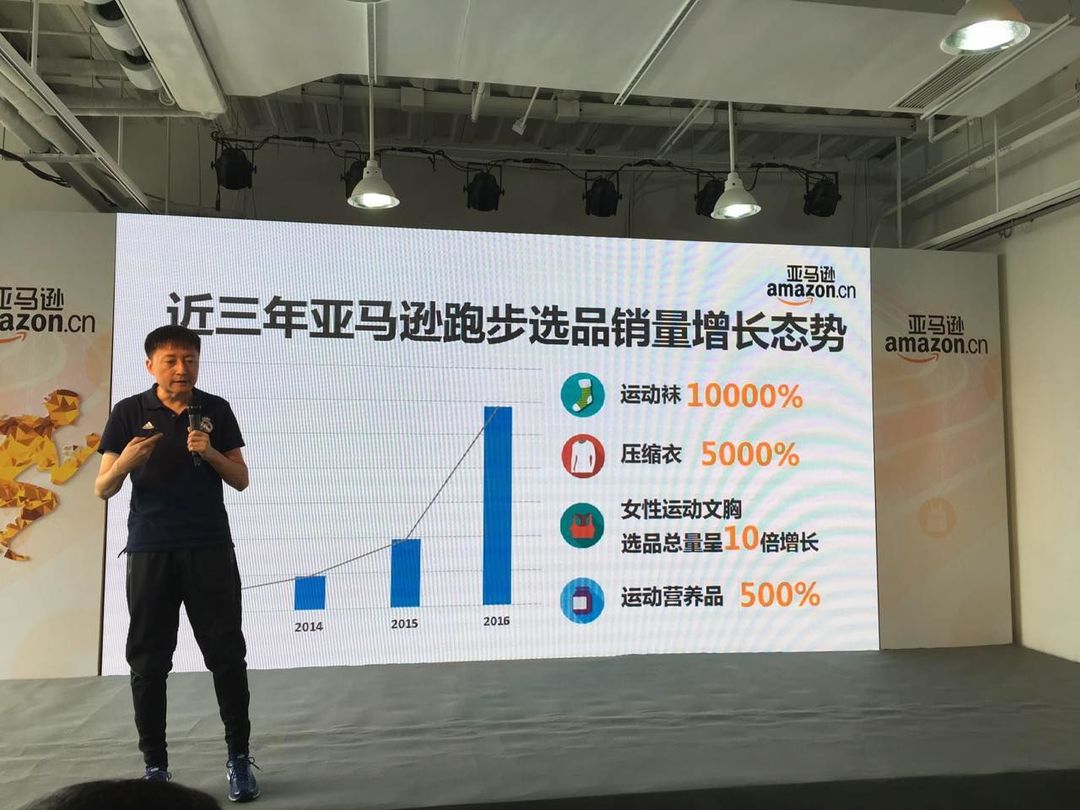 亚马逊
amazon.cn
近三年亚马逊跑步选品销量增长态势
运动袜 10000%
压缩衣 5000%
女性运动文胸
选品总量呈10倍增长
运动营养品 500%
2014 2015 2016
亚马逊
azon.cn
亚马逊
amazon.cn